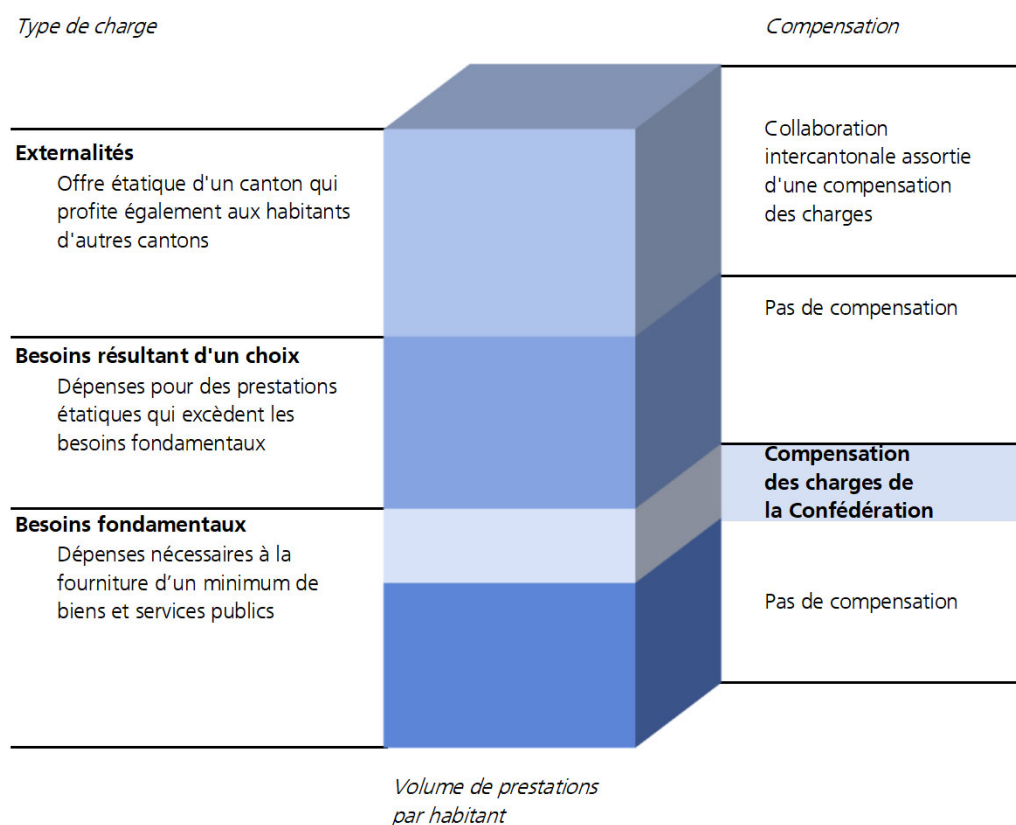 Type de charge
Compensation
Externalités
Offre étatique d'un canton qui
profite également aux habitants
d'autres cantons
Collaboration
intercantonale assortie
d'une compensation
des charges
Besoins résultant d'un choix
Dépenses pour des prestations
étatiques qui excèdent les
besoins fondamentaux
Pas de compensation
Besoins fondamentaux
Dépenses nécessaires à la
fourniture d’un minimum de
biens et services publics
Compensation
des charges de
la Confédération
Pas de compensation
Volume de prestations
par habitant